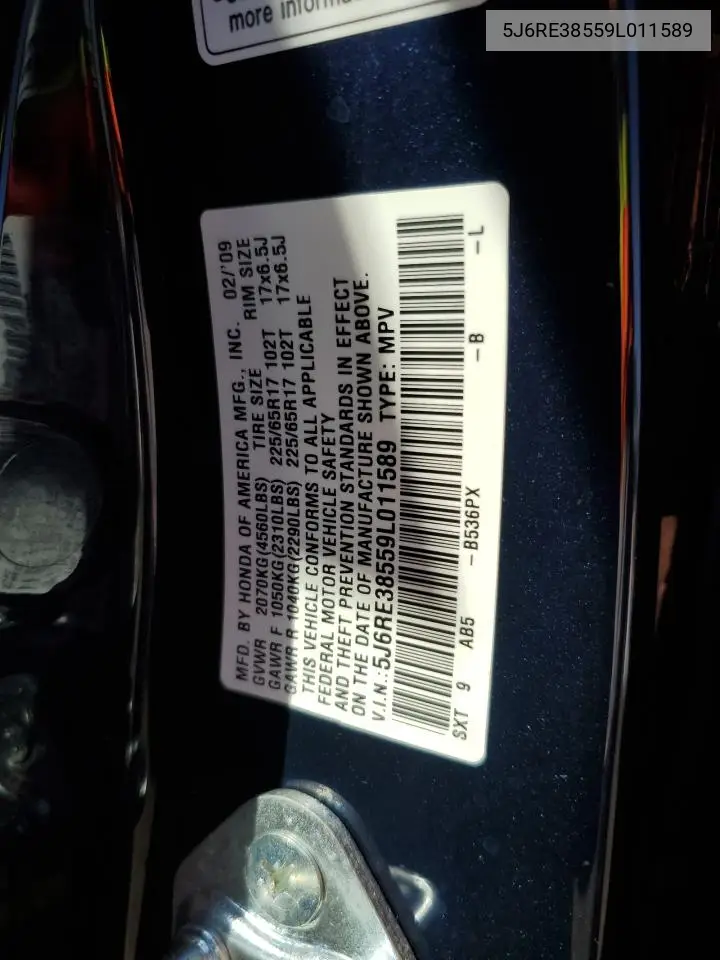 more informa
5J6RE38559L011589
MFD. BY HONDA OF AMERICA MFG., INC. 02/'09
GVWR 2070KG(4560LBS) TIRE SIZE RIM SIZE
GAWR F 1050KG(2310LBS) 225/65R17 102T 17x6.5J
GAWR R 1040KG(2290LBS) 225/65R17 102T 17x6.5J
THIS VEHICLE CONFORMS TO ALL APPLICABLE
FEDERAL MOTOR VEHICLE SAFETY
AND THEFT PREVENTION STANDARDS IN EFFECT
ON THE DATE OF MANUFACTURE SHOWN ABOVE.
V.I.N.:5J6RE38559L011589 TYPE: MPV
SXT 9 AB5 -B536PX -B -L